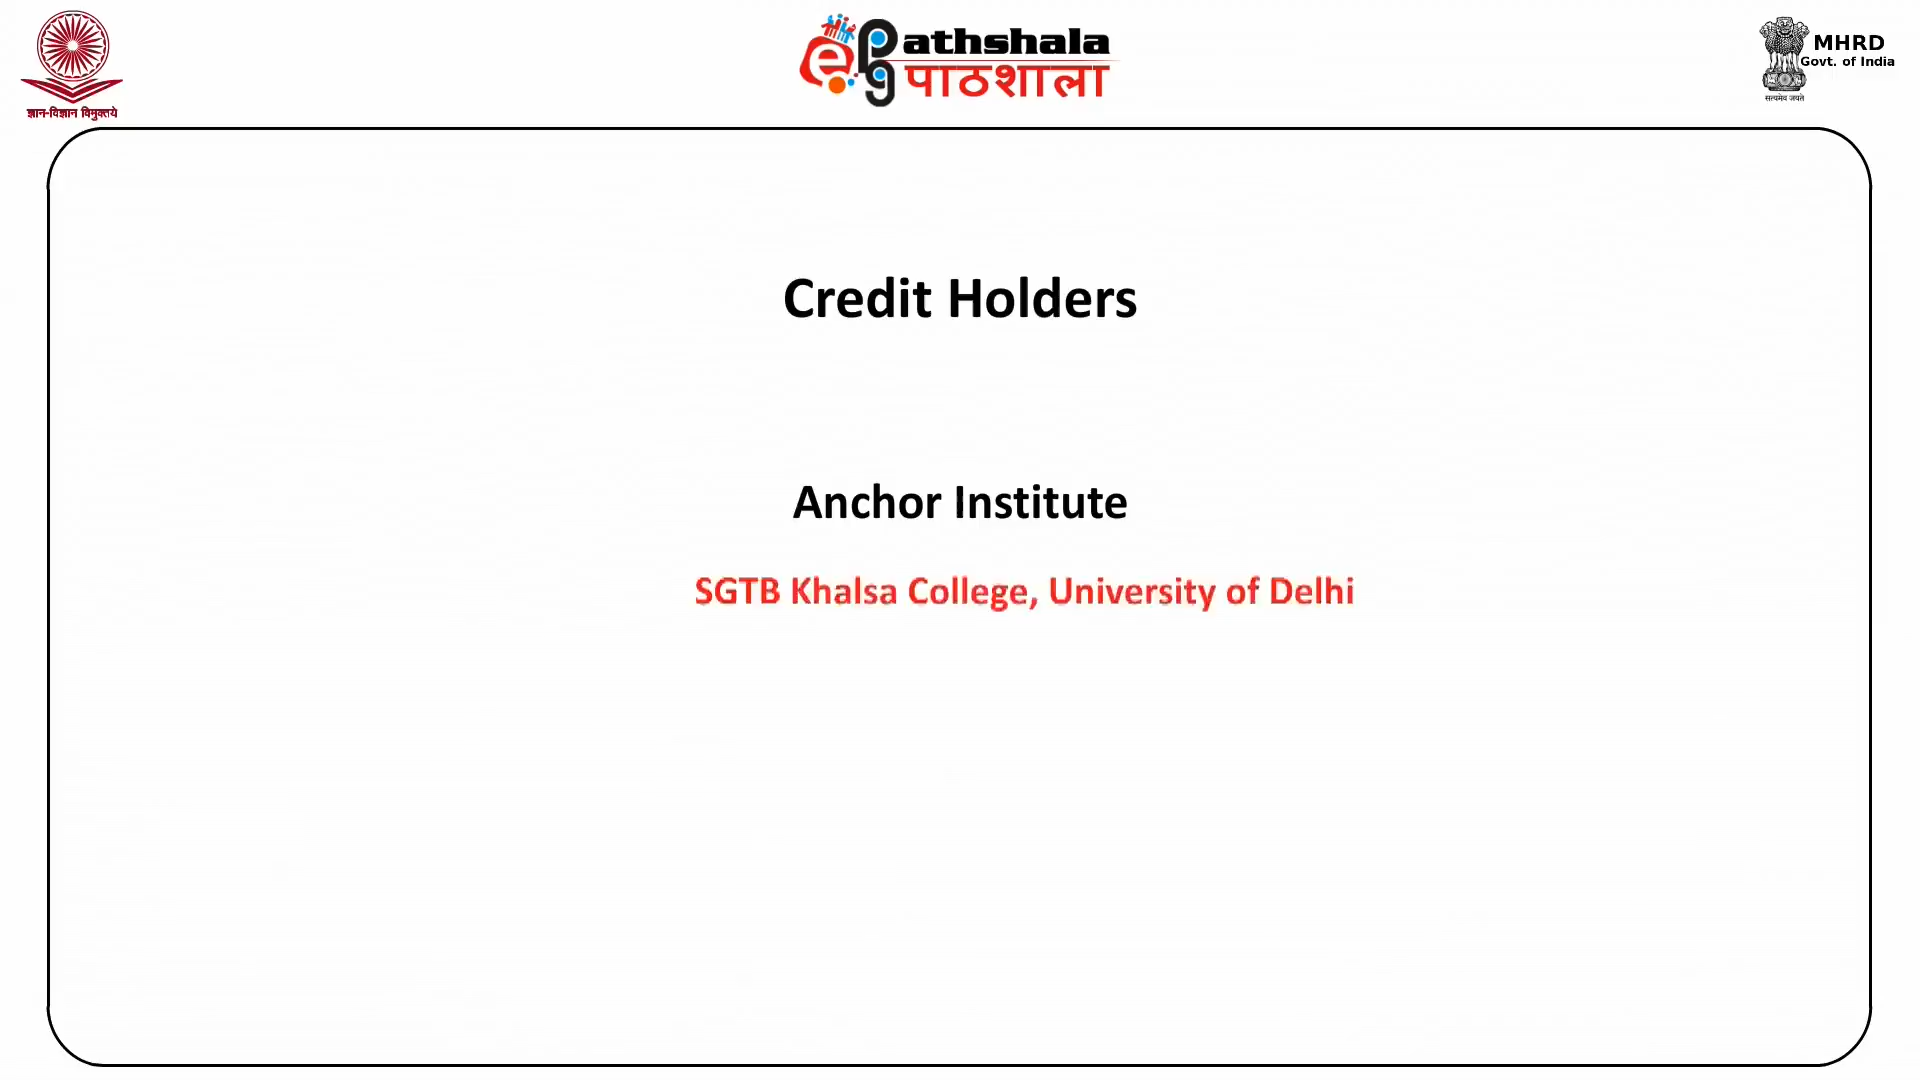 ज्ञान-विज्ञान विमुक्तये
e pg athshala
पाठशाला
MHRD
Govt. of India
सत्यमेव जयते
Credit Holders
Anchor Institute
SGTB Khalsa College, University of Delhi